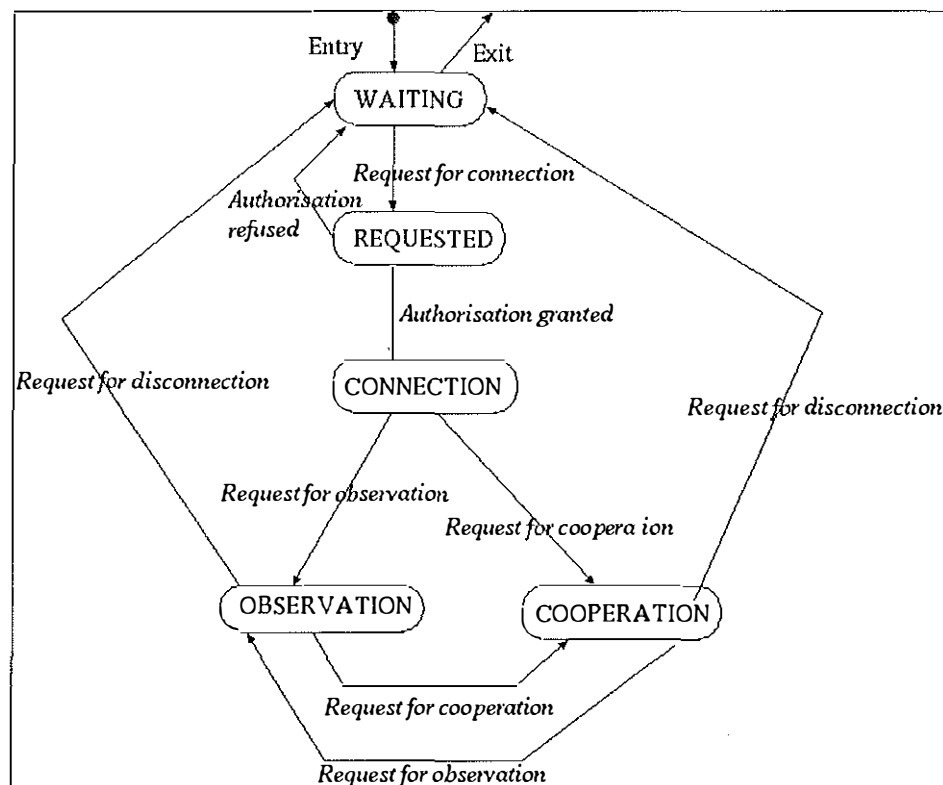 Entry
Exit
WAITING
Request for connection
Authorisation
refused
REQUESTED
Authorisation granted
CONNECTION
Request for disconnection
Request for disconnection
Request for observation
Request for coopera ion
OBSERVATION
COOPERATION
Request for cooperation
Request for observation